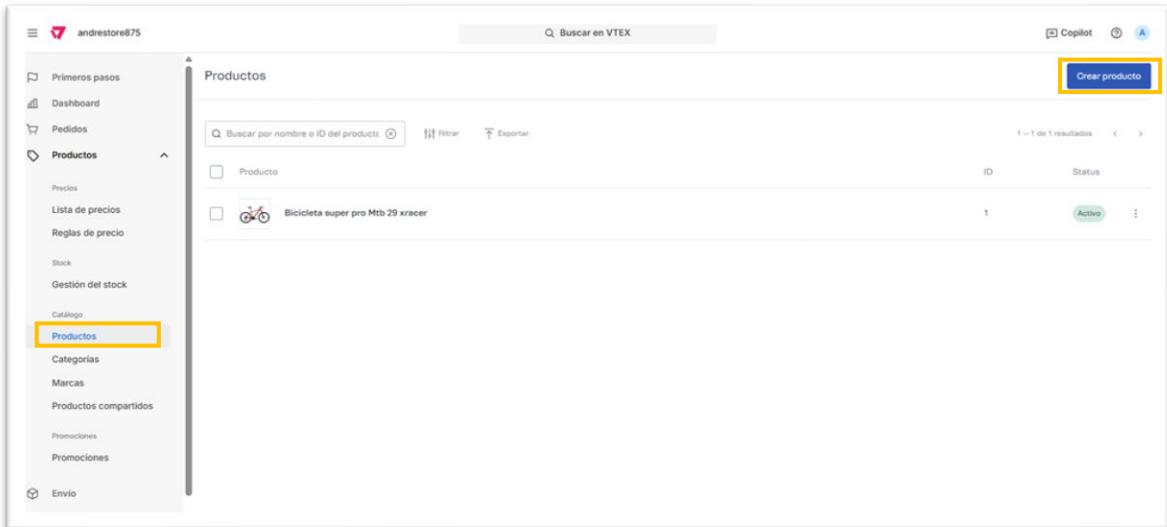 andrestore875
Buscar en VTEX
Copilot
A
Primeros pasos
Dashboard
Pedidos
Productos
Precios
Lista de precios
Reglas de precio
Stock
Gestión del stock
Catálogo
Productos
Categorías
Marcas
Productos compartidos
Promociones
Promociones
Envío
Productos
Crear producto
Buscar por nombre o ID del producto
Filtrar
Exportar
1 – 1 de 1 resultados
Producto
ID
Status
Bicicleta super pro Mtb 29 xracer
1
Activo